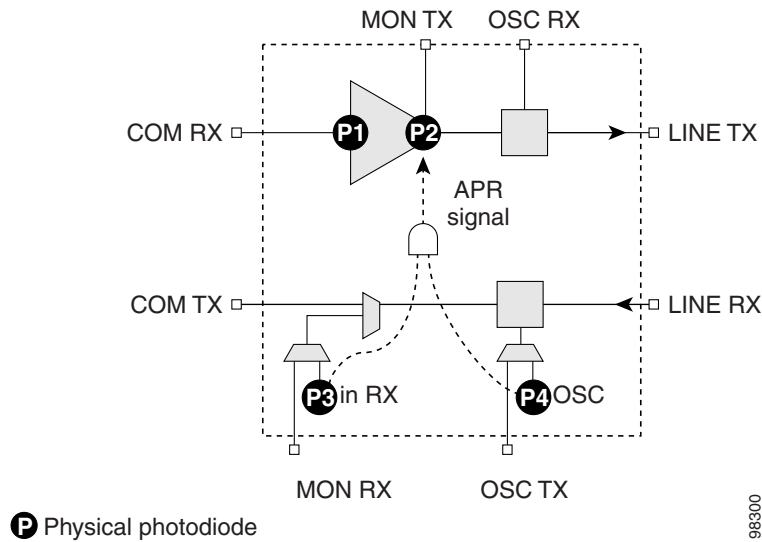 MON TX
OSC RX
COM RX
P1
P2
LINE TX
APR
signal
COM TX
LINE RX
P3 in RX
P4 OSC
MON RX
OSC TX
P Physical photodiode
98300